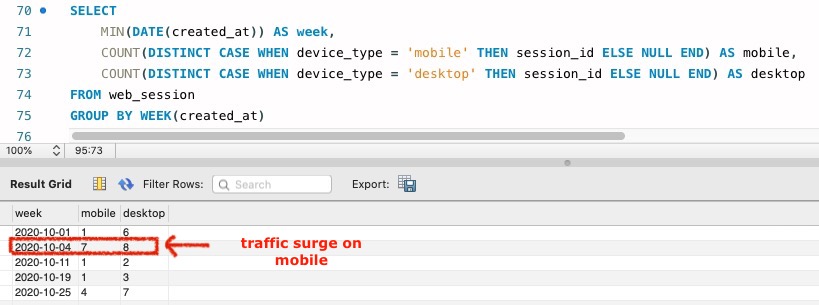 70 SELECT
71 MIN(DATE(created_at)) AS week,
72 COUNT(DISTINCT CASE WHEN device_type = 'mobile' THEN session_id ELSE NULL END) AS mobile,
73 COUNT(DISTINCT CASE WHEN device_type = 'desktop' THEN session_id ELSE NULL END) AS desktop
74 FROM web_session
75 GROUP BY WEEK(created_at)
76
100% 95:73
Result Grid Filter Rows: Search Export:
week mobile desktop
2020-10-01 1 6
2020-10-04 7 8
traffic surge on
mobile
2020-10-11 1 2
2020-10-19 1 3
2020-10-25 4 7